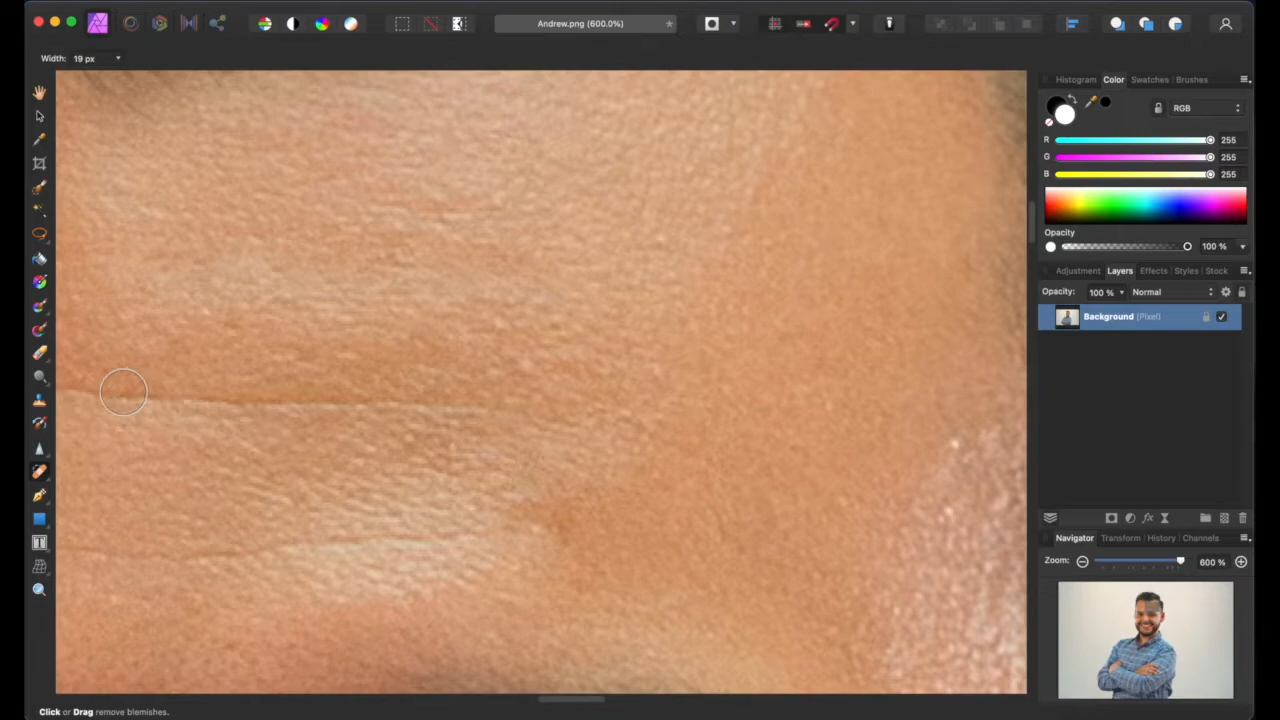 Andrew.png (600.0%)
Width: 19 px
Histogram Color Swatches Brushes
RGB
R 255
G 255
B 255
Opacity
100 %
Adjustment Layers Effects Styles Stock
Opacity: 100 % Normal
Background (Pixel)
Navigator Transform History Channels
Zoom: 600 %
Click or Drag remove blemishes.